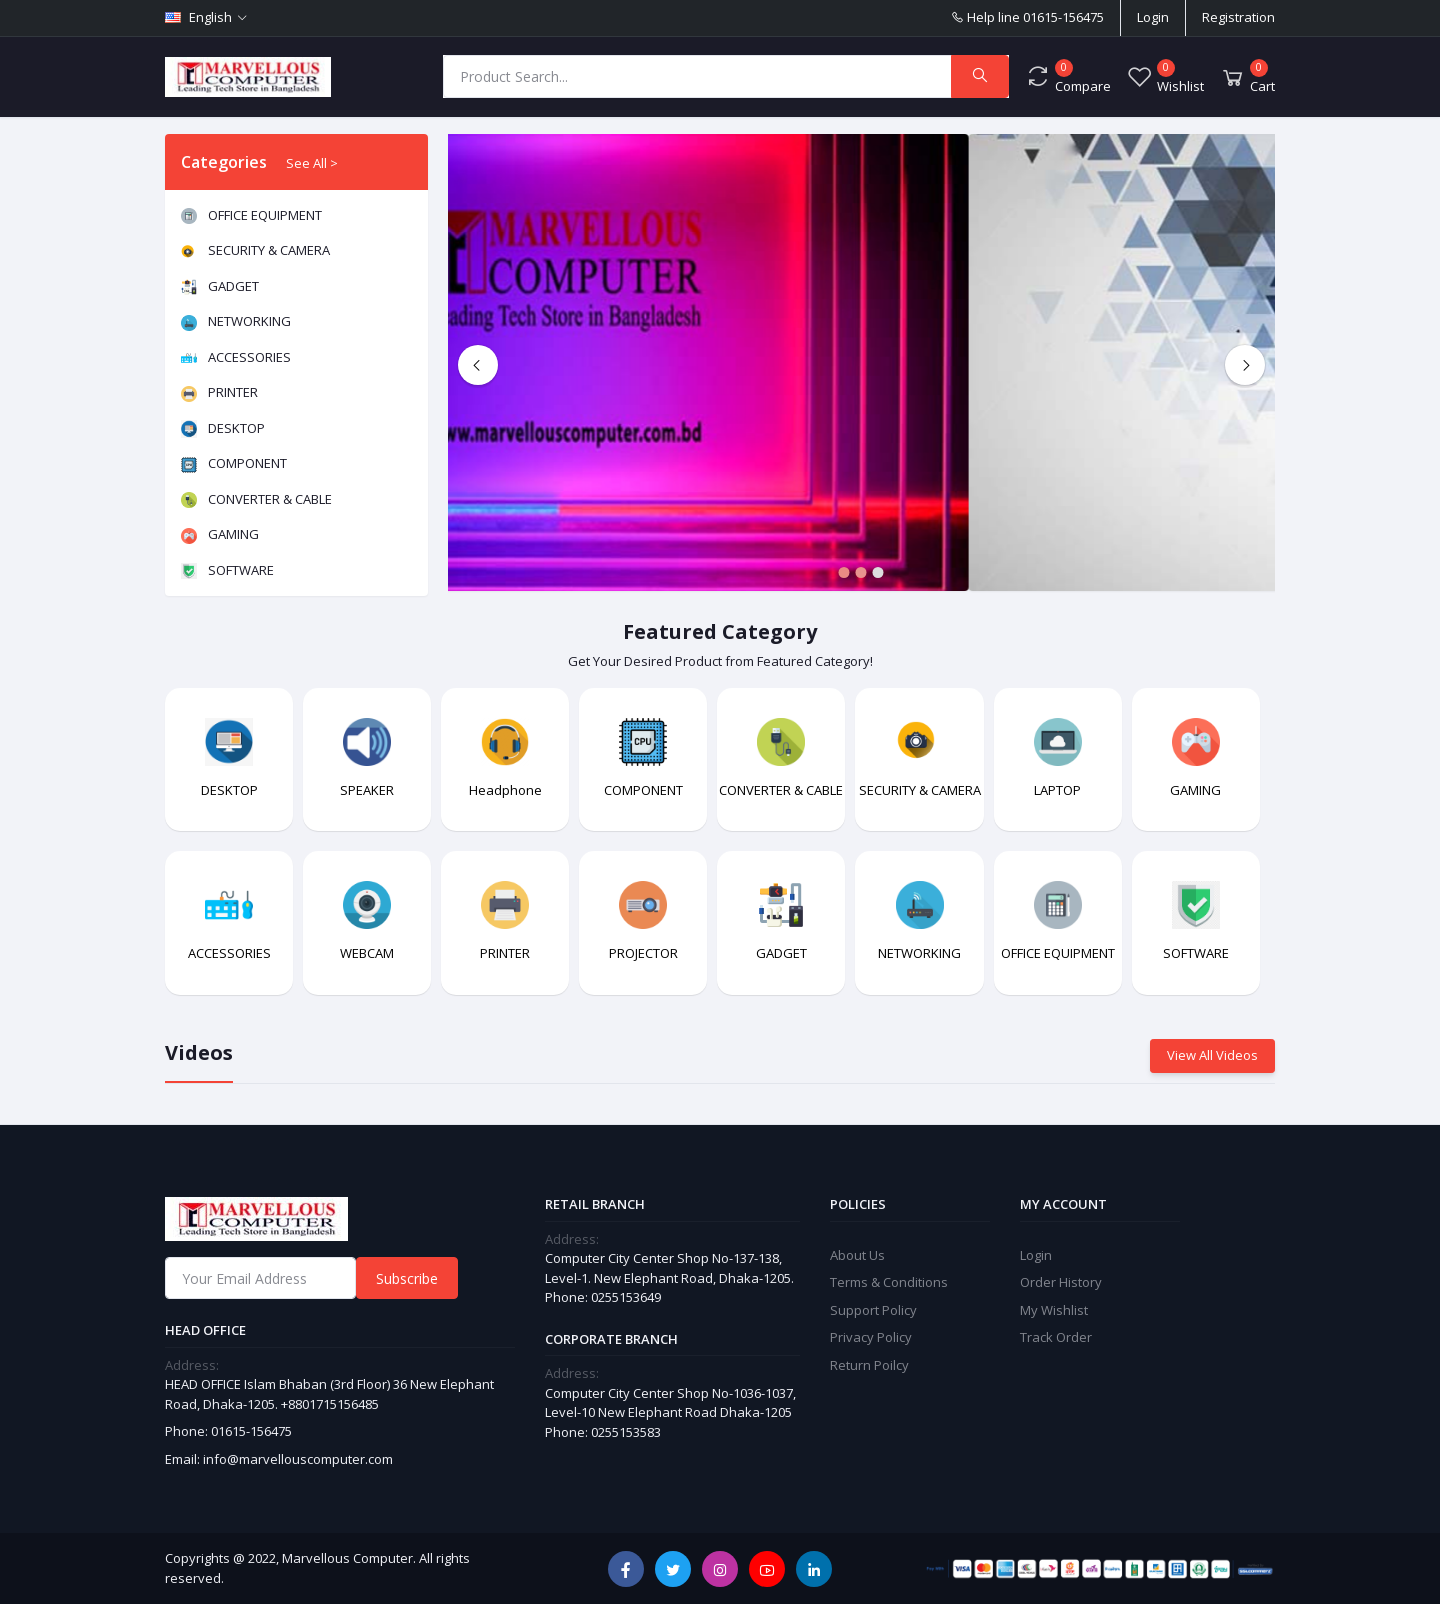 English
Help line 01615-156475
Login
Registration
MARVELLOUS
COMPUTER
Leading Tech Store in Bangladesh
Product Search...
0
Compare
0
Wishlist
0
Cart
Categories
See All >
OFFICE EQUIPMENT
SECURITY & CAMERA
GADGET
NETWORKING
ACCESSORIES
PRINTER
DESKTOP
COMPONENT
CONVERTER & CABLE
GAMING
SOFTWARE
MARVELLOUS
COMPUTER
eading Tech Store in Bangladesh
www.marvellouscomputer.com.bd
Featured Category
Get Your Desired Product from Featured Category!
DESKTOP
SPEAKER
Headphone
CPU
COMPONENT
CONVERTER & CABLE
SECURITY & CAMERA
LAPTOP
GAMING
ACCESSORIES
WEBCAM
PRINTER
PROJECTOR
GADGET
NETWORKING
OFFICE EQUIPMENT
SOFTWARE
Videos
View All Videos
MARVELLOUS
COMPUTER
Leading Tech Store in Bangladesh
Your Email Address
Subscribe
HEAD OFFICE
Address:
HEAD OFFICE Islam Bhaban (3rd Floor) 36 New Elephant
Road, Dhaka-1205. +8801715156485
Phone: 01615-156475
Email: info@marvellouscomputer.com
RETAIL BRANCH
Address:
Computer City Center Shop No-137-138,
Level-1. New Elephant Road, Dhaka-1205.
Phone: 0255153649
CORPORATE BRANCH
Address:
Computer City Center Shop No-1036-1037,
Level-10 New Elephant Road Dhaka-1205
Phone: 0255153583
POLICIES
About Us
Terms & Conditions
Support Policy
Privacy Policy
Return Poilcy
MY ACCOUNT
Login
Order History
My Wishlist
Track Order
Copyrights @ 2022, Marvellous Computer. All rights
reserved.
VISA